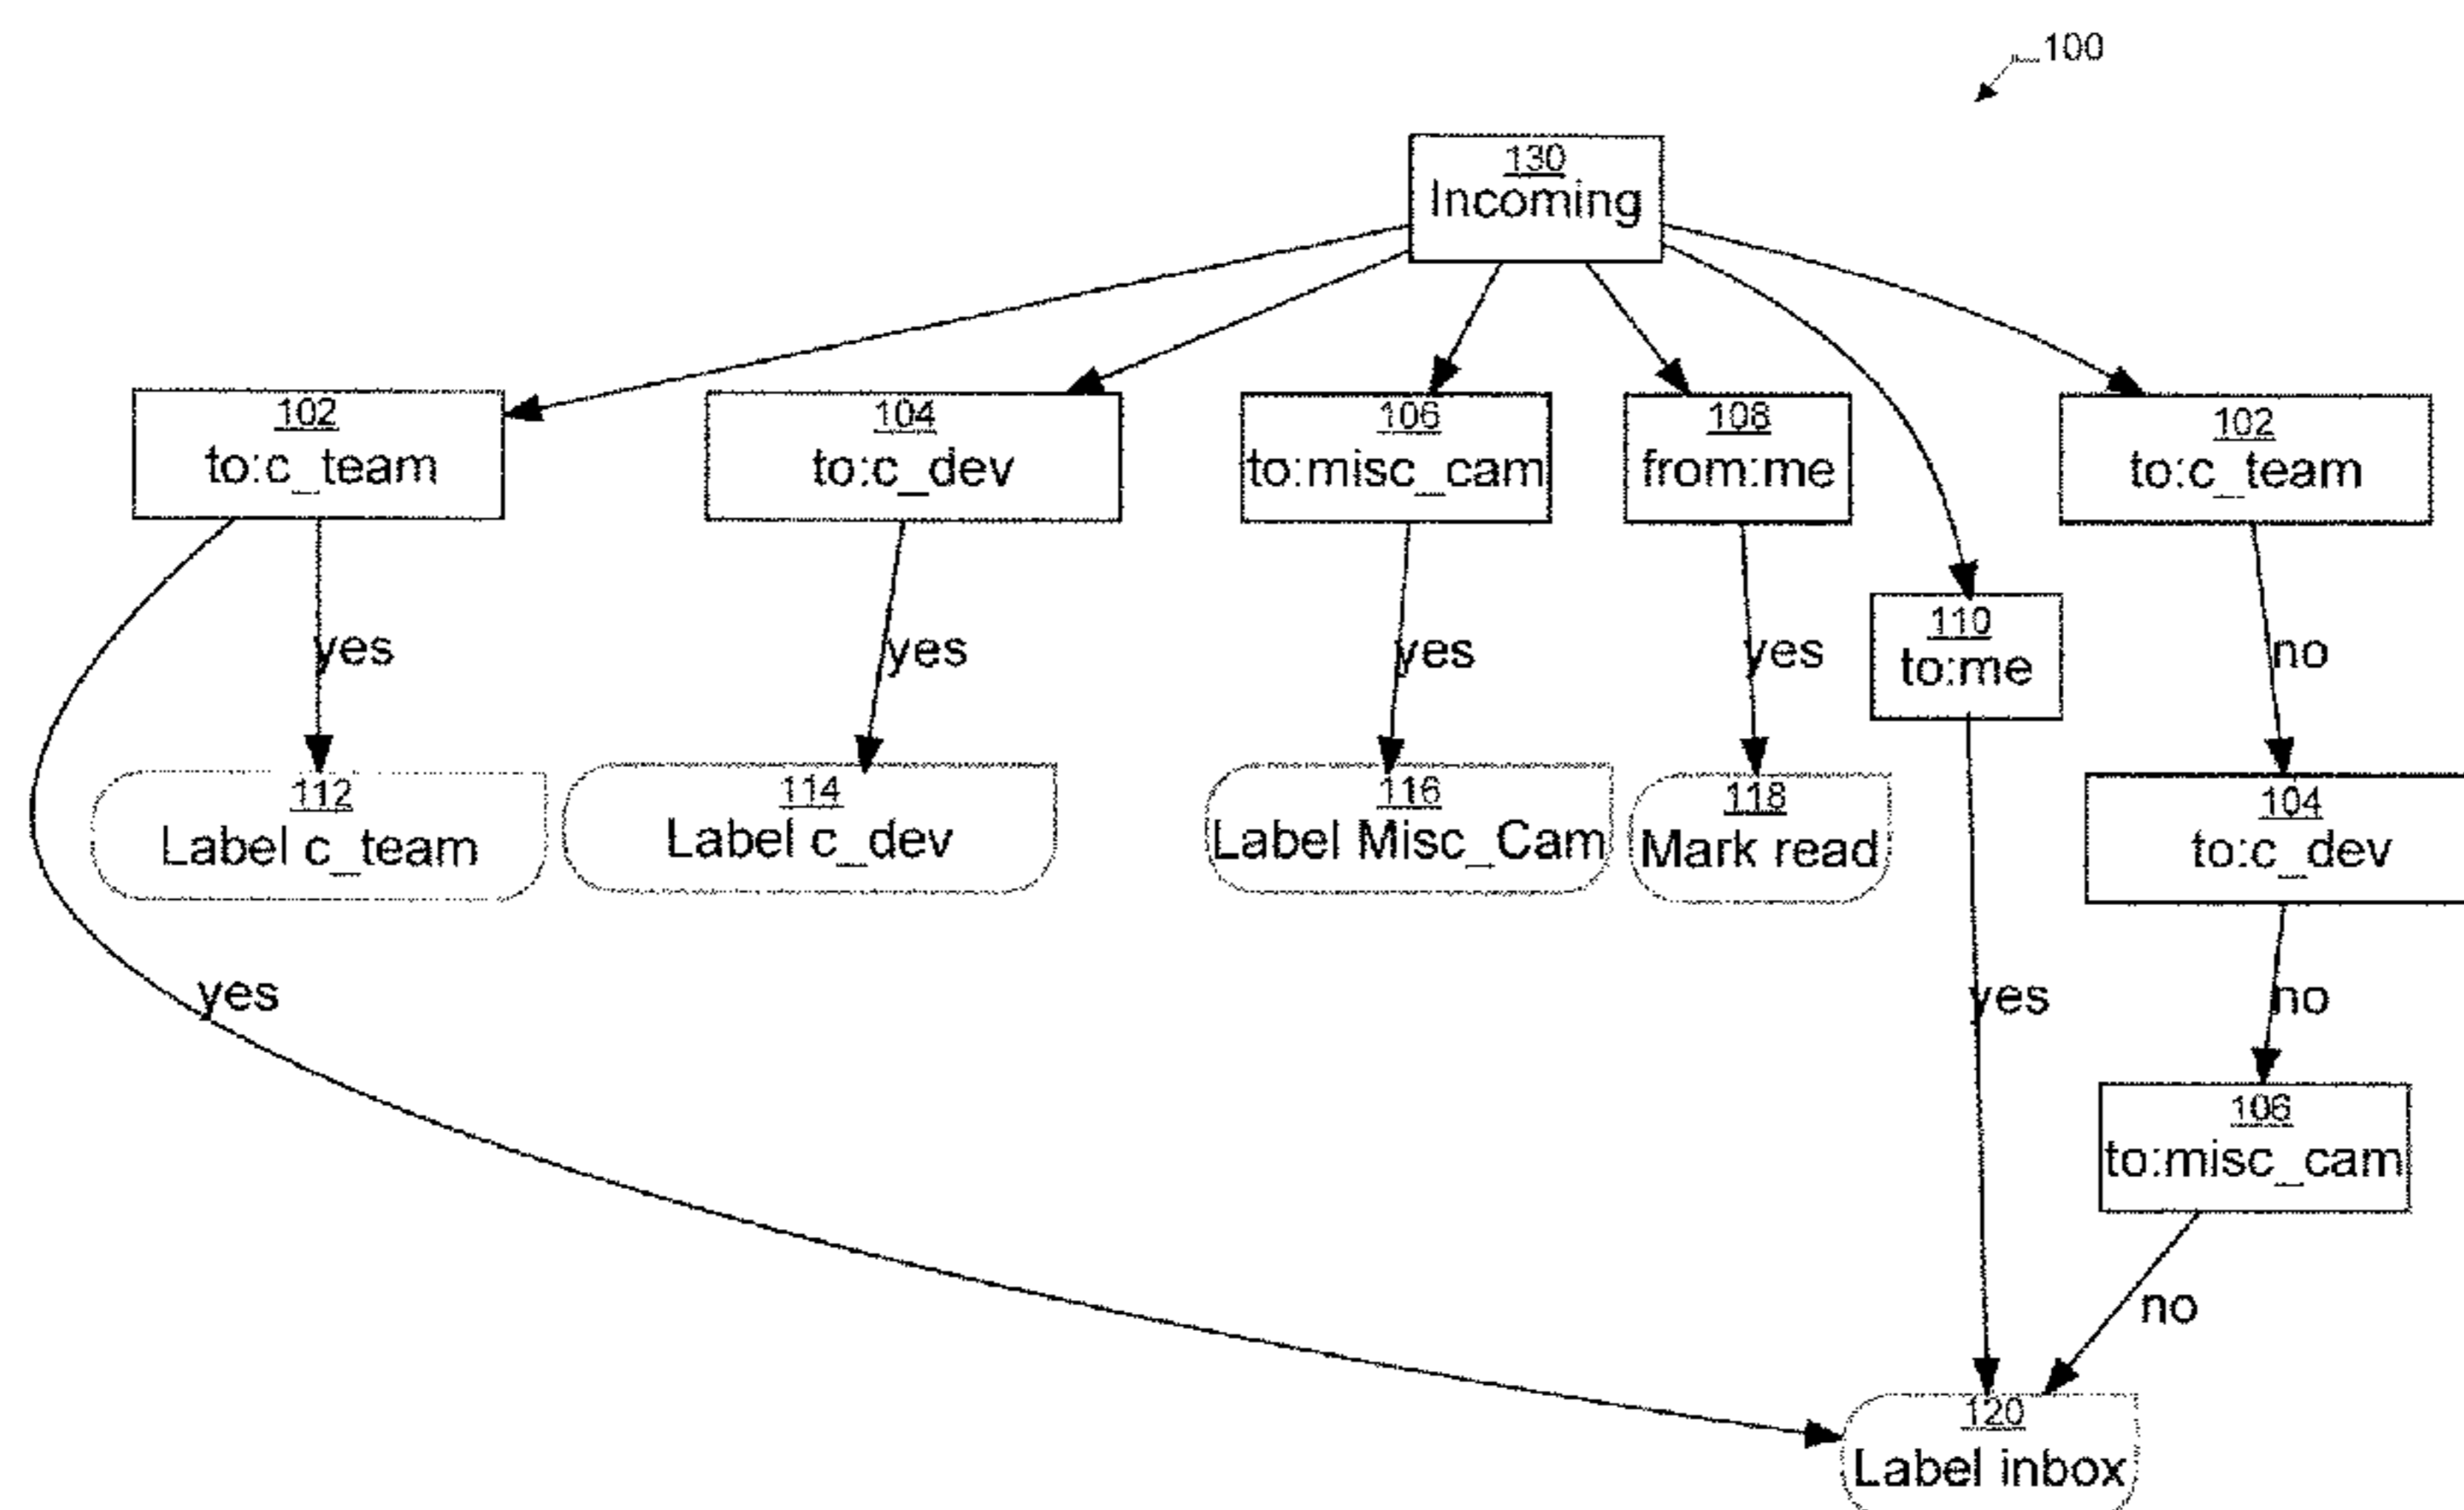 100
130
Incoming
102
to:c_team
104
to:c_dev
106
to:misc_cam
108
from:me
102
to:c_team
110
to:me
yes
yes
yes
yes
no
112
Label c_team
114
Label c_dev
116
Label Misc_Cam
118
Mark read
104
to:c_dev
yes
yes
no
106
to:misc_cam
no
120
Label inbox